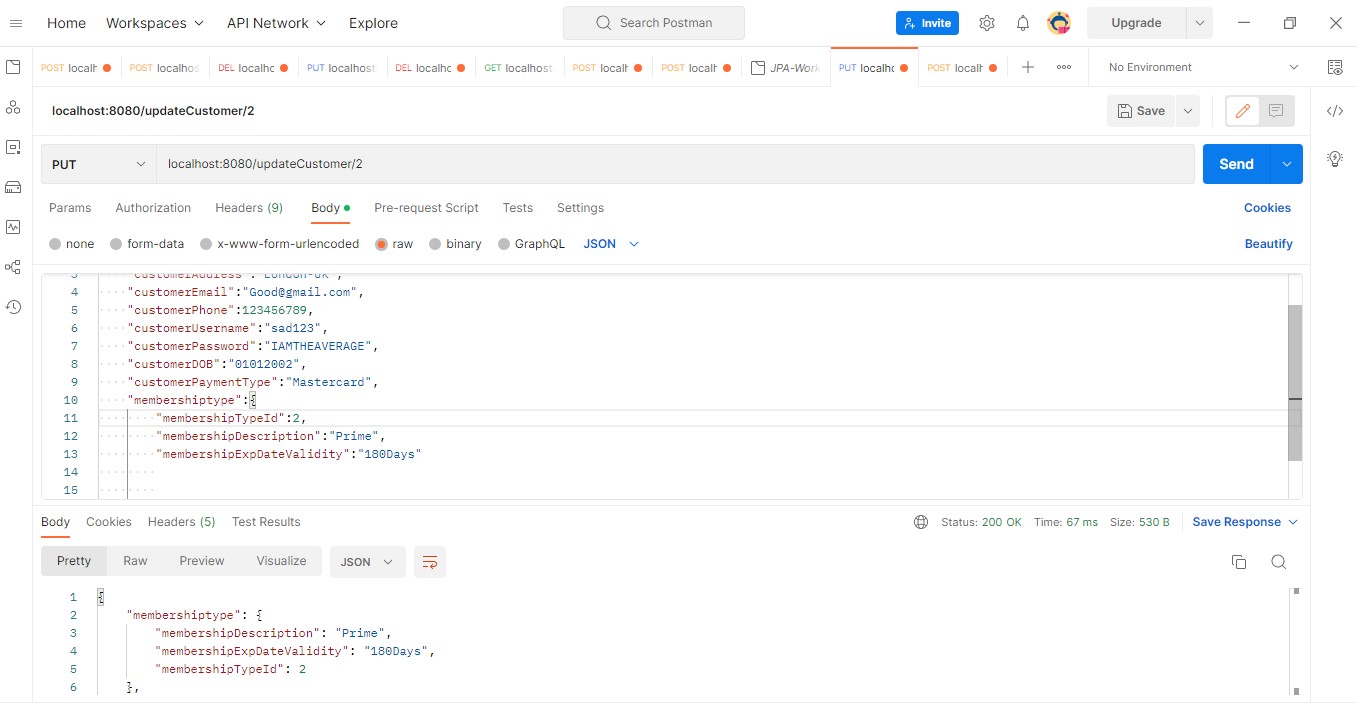 Home Workspaces API Network Explore Search Postman Invite Upgrade
POST localh POST localhos DEL localhc PUT localhost DEL localhc GET localhost POST localh POST localh JPA-Work PUT localhc POST localh No Environment
localhost:8080/updateCustomer/2 Save
PUT localhost:8080/updateCustomer/2 Send
Params Authorization Headers (9) Body Pre-request Script Tests Settings Cookies
none form-data x-www-form-urlencoded raw binary GraphQL JSON Beautify
3 "customerAddress":"London-UK",
4 "customerEmail":"Good@gmail.com",
5 "customerPhone":123456789,
6 "customerUsername":"sad123",
7 "customerPassword":"IAMTHEAVERAGE",
8 "customerDOB":"01012002",
9 "customerPaymentType":"Mastercard",
10 "membershiptype":{
11 "membershipTypeId":2,
12 "membershipDescription":"Prime",
13 "membershipExpDateValidity":"180Days"
14
15
Body Cookies Headers (5) Test Results Status: 200 OK Time: 67 ms Size: 530 B Save Response
Pretty Raw Preview Visualize JSON
1 {
2 "membershiptype": {
3 "membershipDescription": "Prime",
4 "membershipExpDateValidity": "180Days",
5 "membershipTypeId": 2
6 },